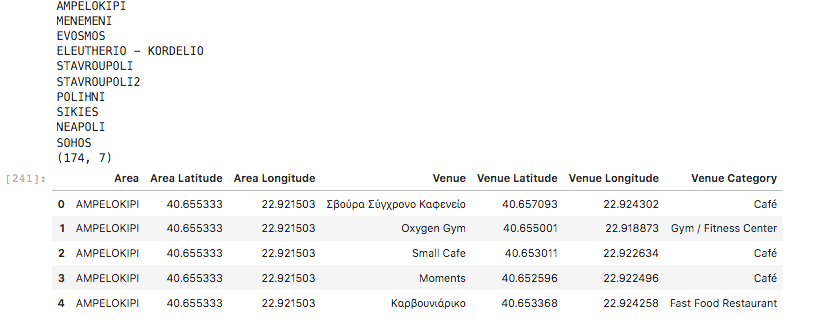 AMPELOKIPI
MENEMENI
EVOSMOS
ELEUTHERIO - KORDELIO
STAVROUPOLI
STAVROUPOLI2
POLIHNI
SIKIES
NEAPOLI
SOHOS
(174, 7)
[241]: Area Area Latitude Area Longitude Venue Venue Latitude Venue Longitude Venue Category
0 AMPELOKIPI 40.655333 22.921503 Σβούρα Σύγχρονο Καφενείο 40.657093 22.924302 Café
1 AMPELOKIPI 40.655333 22.921503 Oxygen Gym 40.655001 22.918873 Gym / Fitness Center
2 AMPELOKIPI 40.655333 22.921503 Small Cafe 40.653011 22.922634 Café
3 AMPELOKIPI 40.655333 22.921503 Moments 40.652596 22.922496 Café
4 AMPELOKIPI 40.655333 22.921503 Καρβουνιάρικο 40.653368 22.924258 Fast Food Restaurant